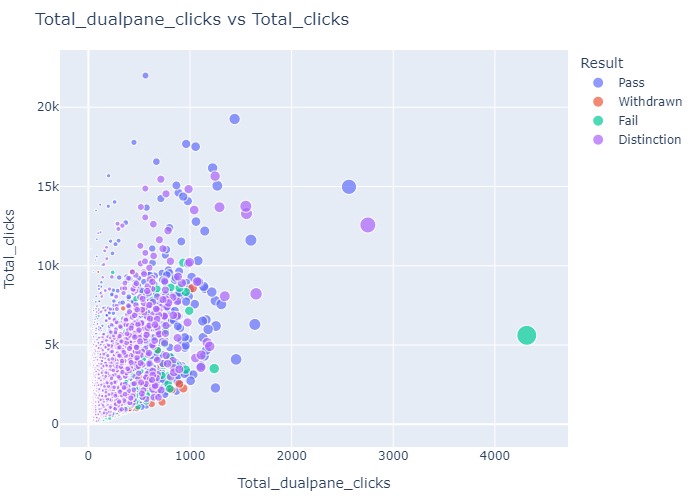 Total_dualpane_clicks vs Total_clicks
Result
Pass
Withdrawn
Fail
Distinction
Total_clicks
20k
15k
10k
5k
0
0 1000 2000 3000 4000
Total_dualpane_clicks